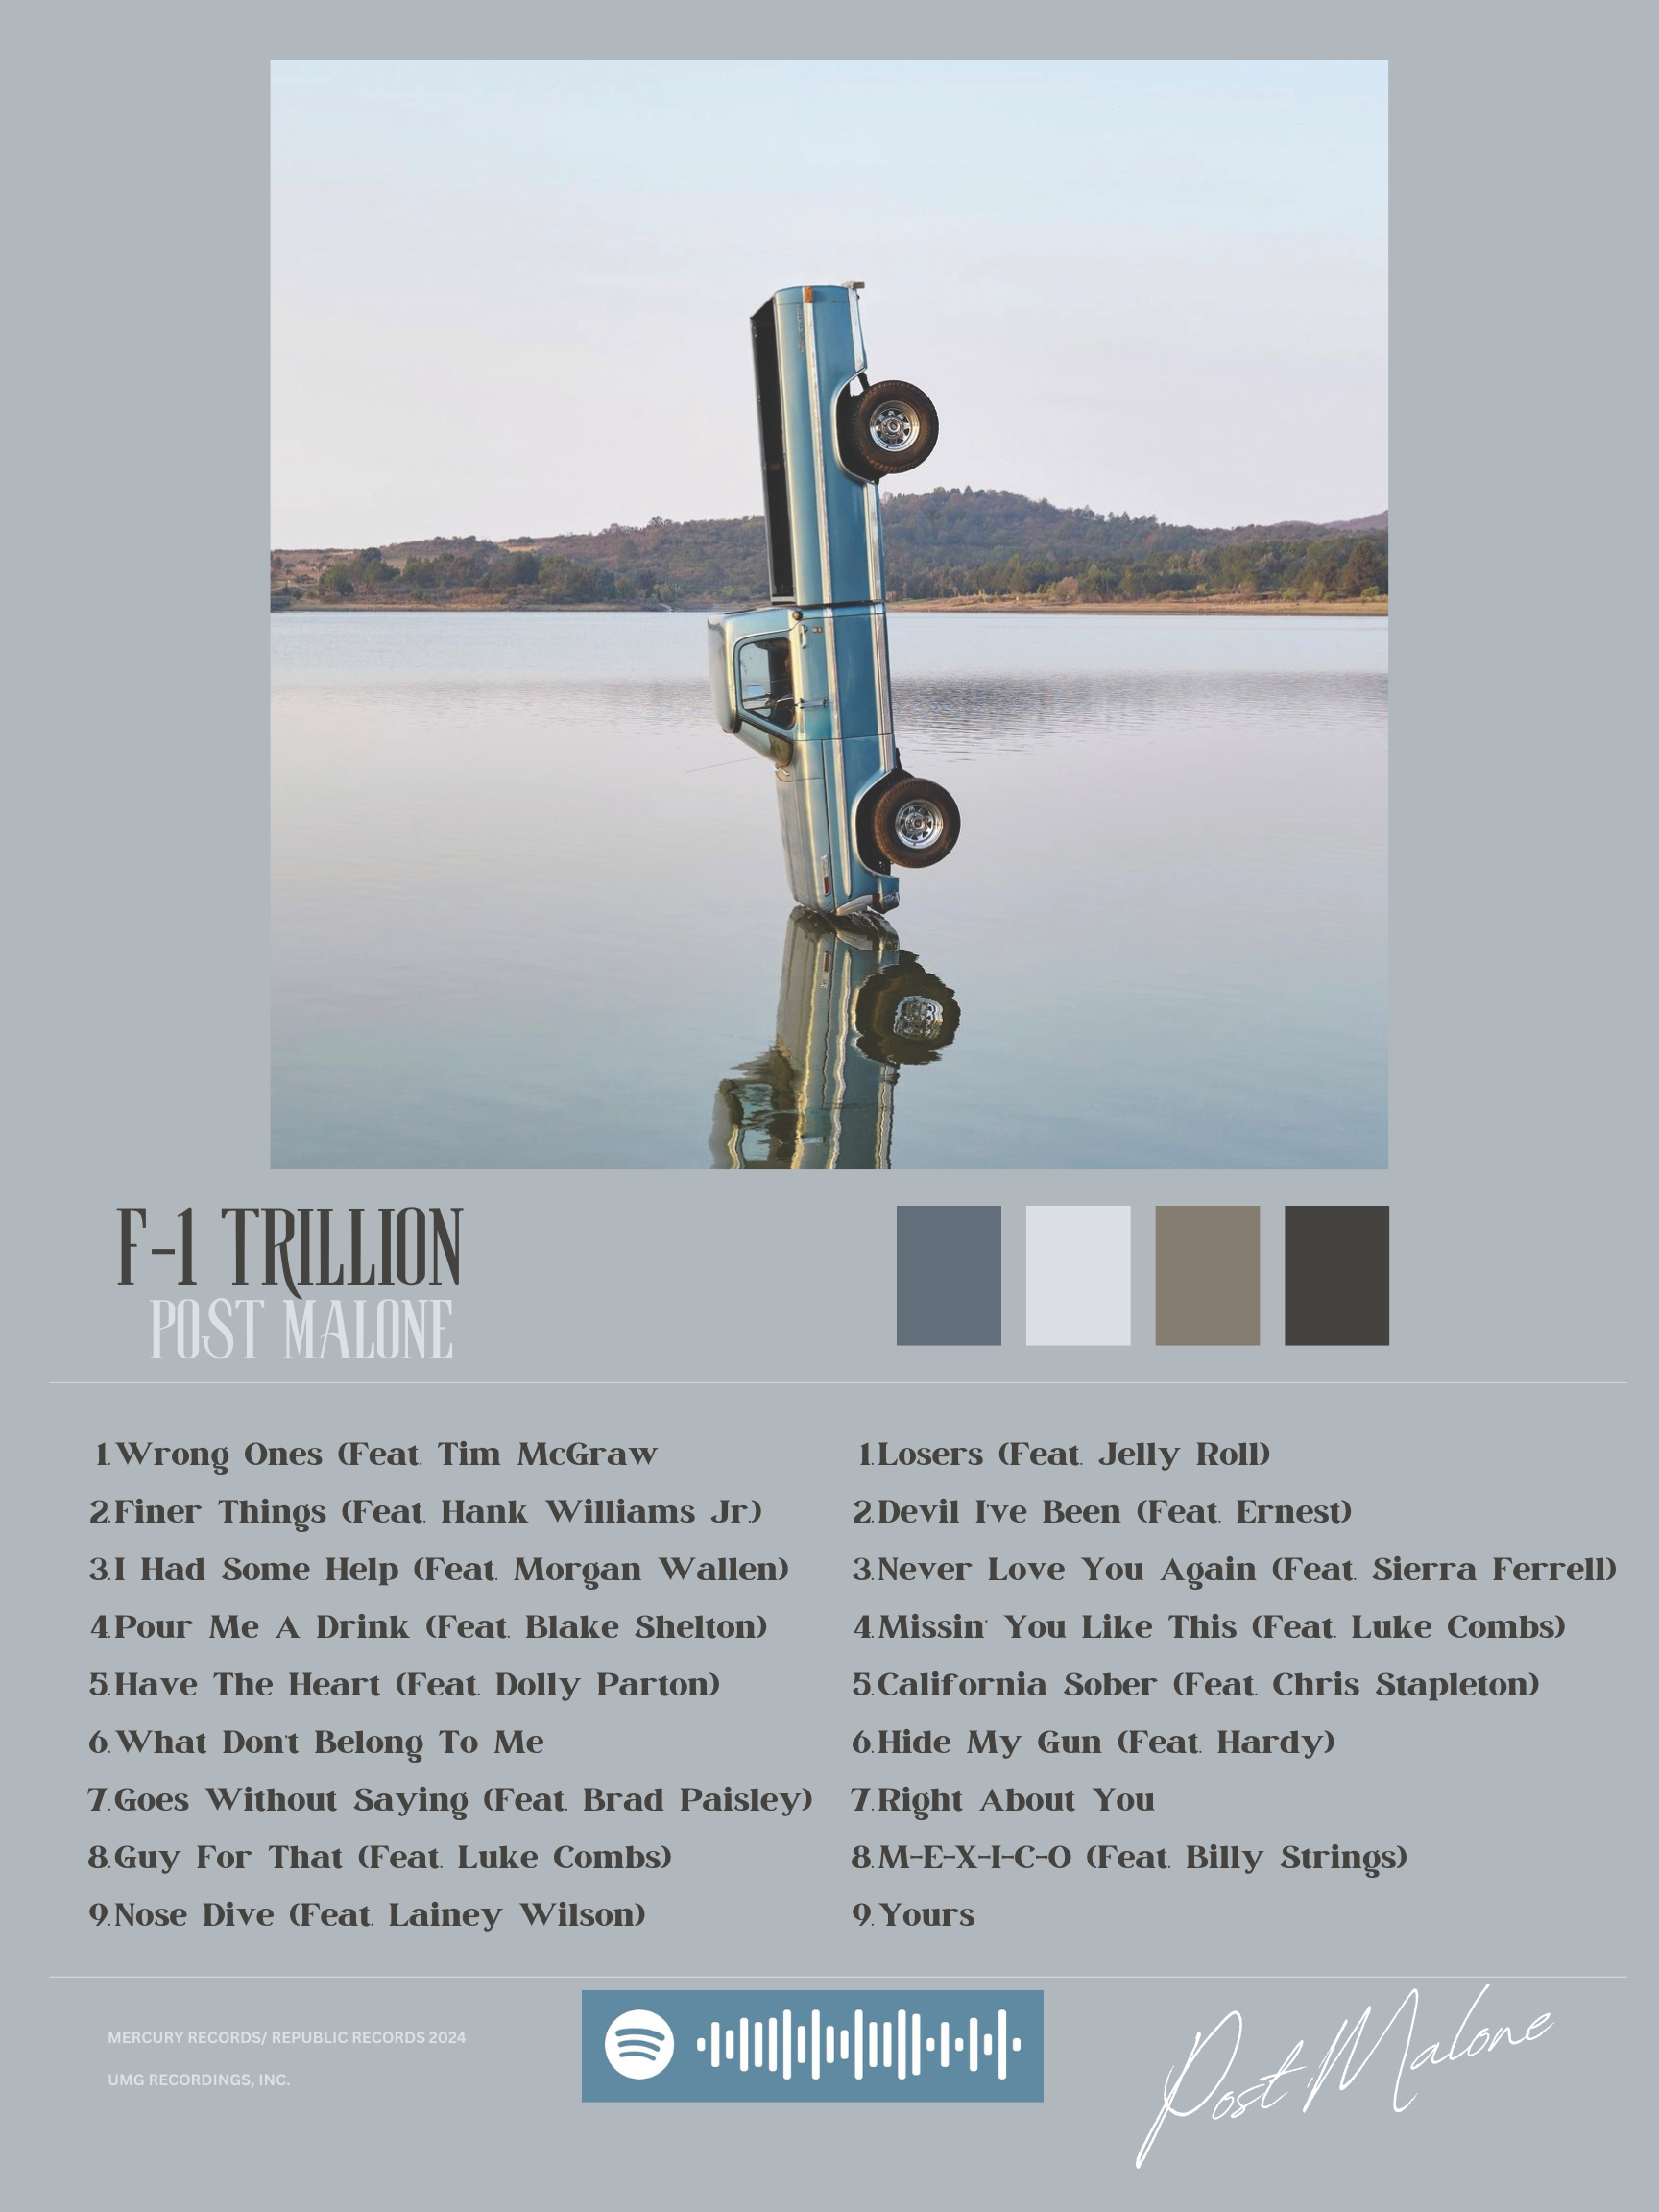 F-1 TRILLION
POST MALONE
1. Wrong Ones (Feat. Tim McGraw
2. Finer Things (Feat. Hank Williams Jr.)
3. I Had Some Help (Feat. Morgan Wallen)
4. Pour Me A Drink (Feat. Blake Shelton)
5. Have The Heart (Feat. Dolly Parton)
6. What Don't Belong To Me
7. Goes Without Saying (Feat. Brad Paisley)
8. Guy For That (Feat. Luke Combs)
9. Nose Dive (Feat. Lainey Wilson)
1. Losers (Feat. Jelly Roll)
2. Devil I've Been (Feat. Ernest)
3. Never Love You Again (Feat. Sierra Ferrell)
4. Missin' You Like This (Feat. Luke Combs)
5. California Sober (Feat. Chris Stapleton)
6. Hide My Gun (Feat. Hardy)
7. Right About You
8. M-E-X-I-C-O (Feat. Billy Strings)
9. Yours
MERCURY RECORDS/ REPUBLIC RECORDS 2024
UMG RECORDINGS, INC.
Post Malone